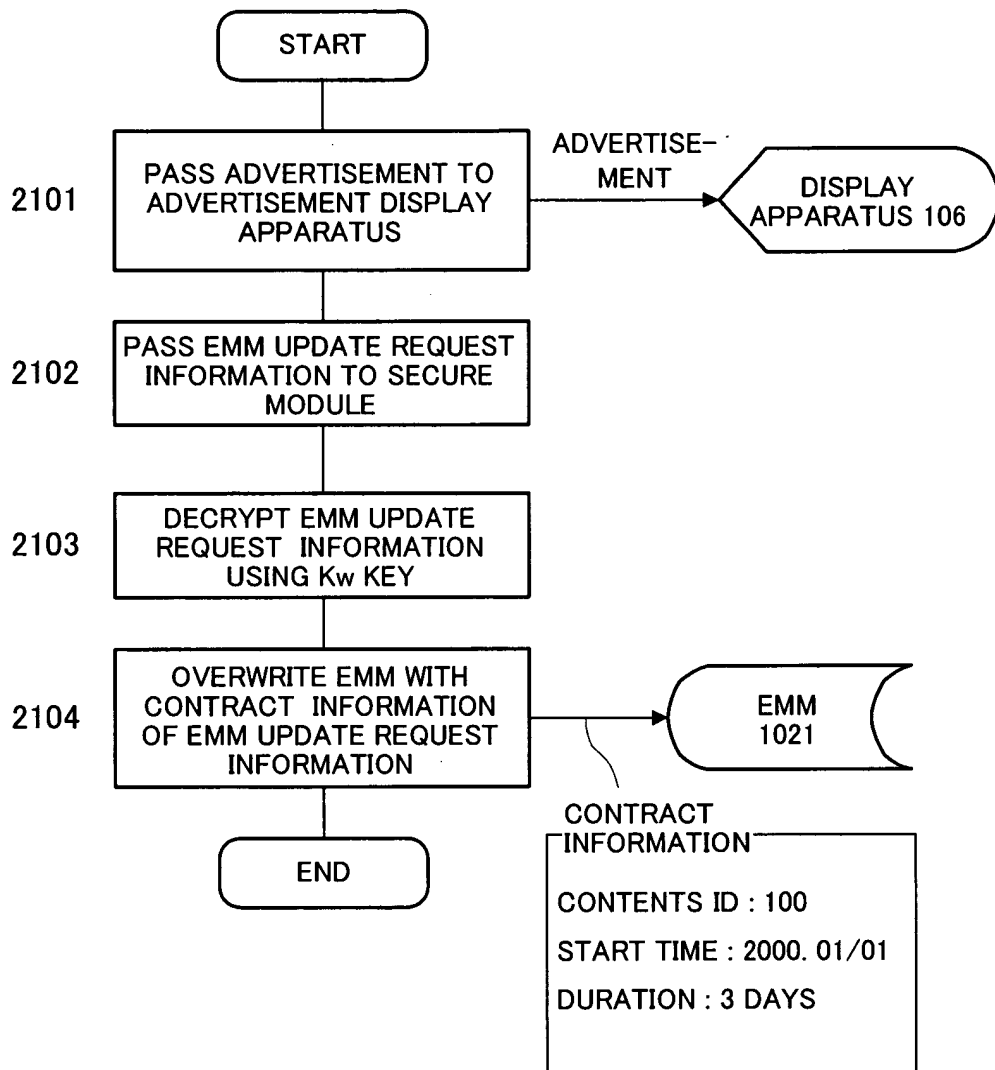 START
2101
PASS ADVERTISEMENT TO
ADVERTISEMENT DISPLAY
APPARATUS
ADVERTISE-
MENT
DISPLAY
APPARATUS 106
2102
PASS EMM UPDATE REQUEST
INFORMATION TO SECURE
MODULE
2103
DECRYPT EMM UPDATE
REQUEST INFORMATION
USING Kw KEY
2104
OVERWRITE EMM WITH
CONTRACT INFORMATION
OF EMM UPDATE REQUEST
INFORMATION
EMM
1021
END
CONTRACT
INFORMATION
CONTENTS ID : 100
START TIME : 2000. 01/01
DURATION : 3 DAYS